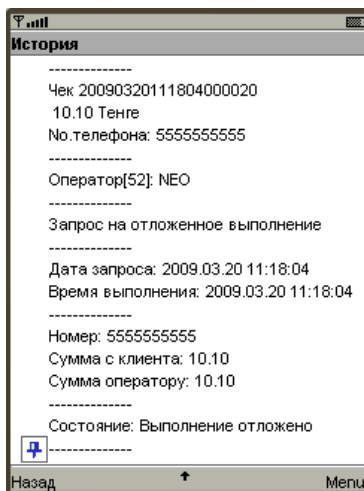 История
--------------
Чек 20090320111804000020
10.10 Тенге
No.телефона: 5555555555
--------------
Оператор[52]: NEO
--------------
Запрос на отложенное выполнение
--------------
Дата запроса: 2009.03.20 11:18:04
Время выполнения: 2009.03.20 11:18:04
--------------
Номер: 5555555555
Сумма с клиента: 10.10
Сумма оператору: 10.10
--------------
Состояние: Выполнение отложено
--------------
Назад Menu